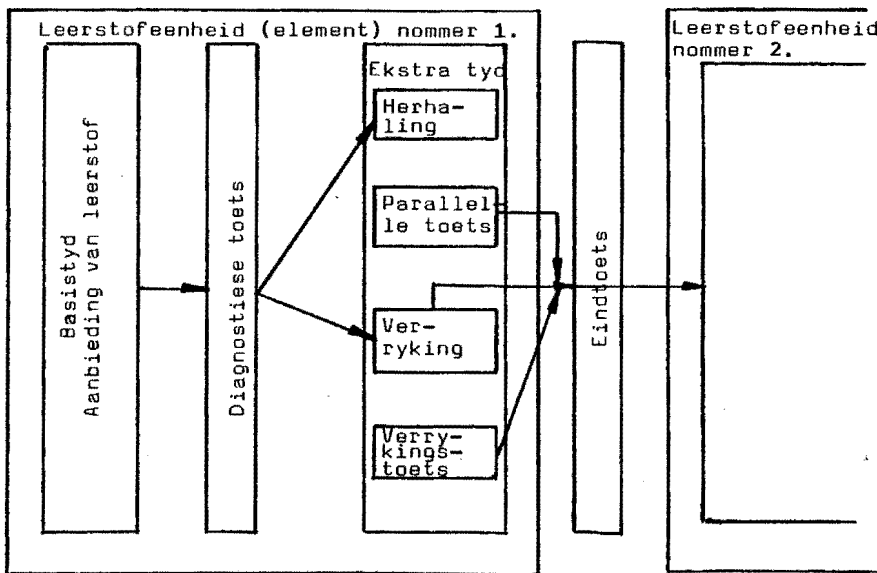 Leerstofeenheid (element) nommer 1.
Basistyd
Aanbieding van leerstof
Diagnostiese toets
Ekstra tyd
Herha-
ling
Parallel-
le toets
Ver-
ryking
Verry-
kings-
toets
Eindtoets
Leerstofeenheid
nommer 2.